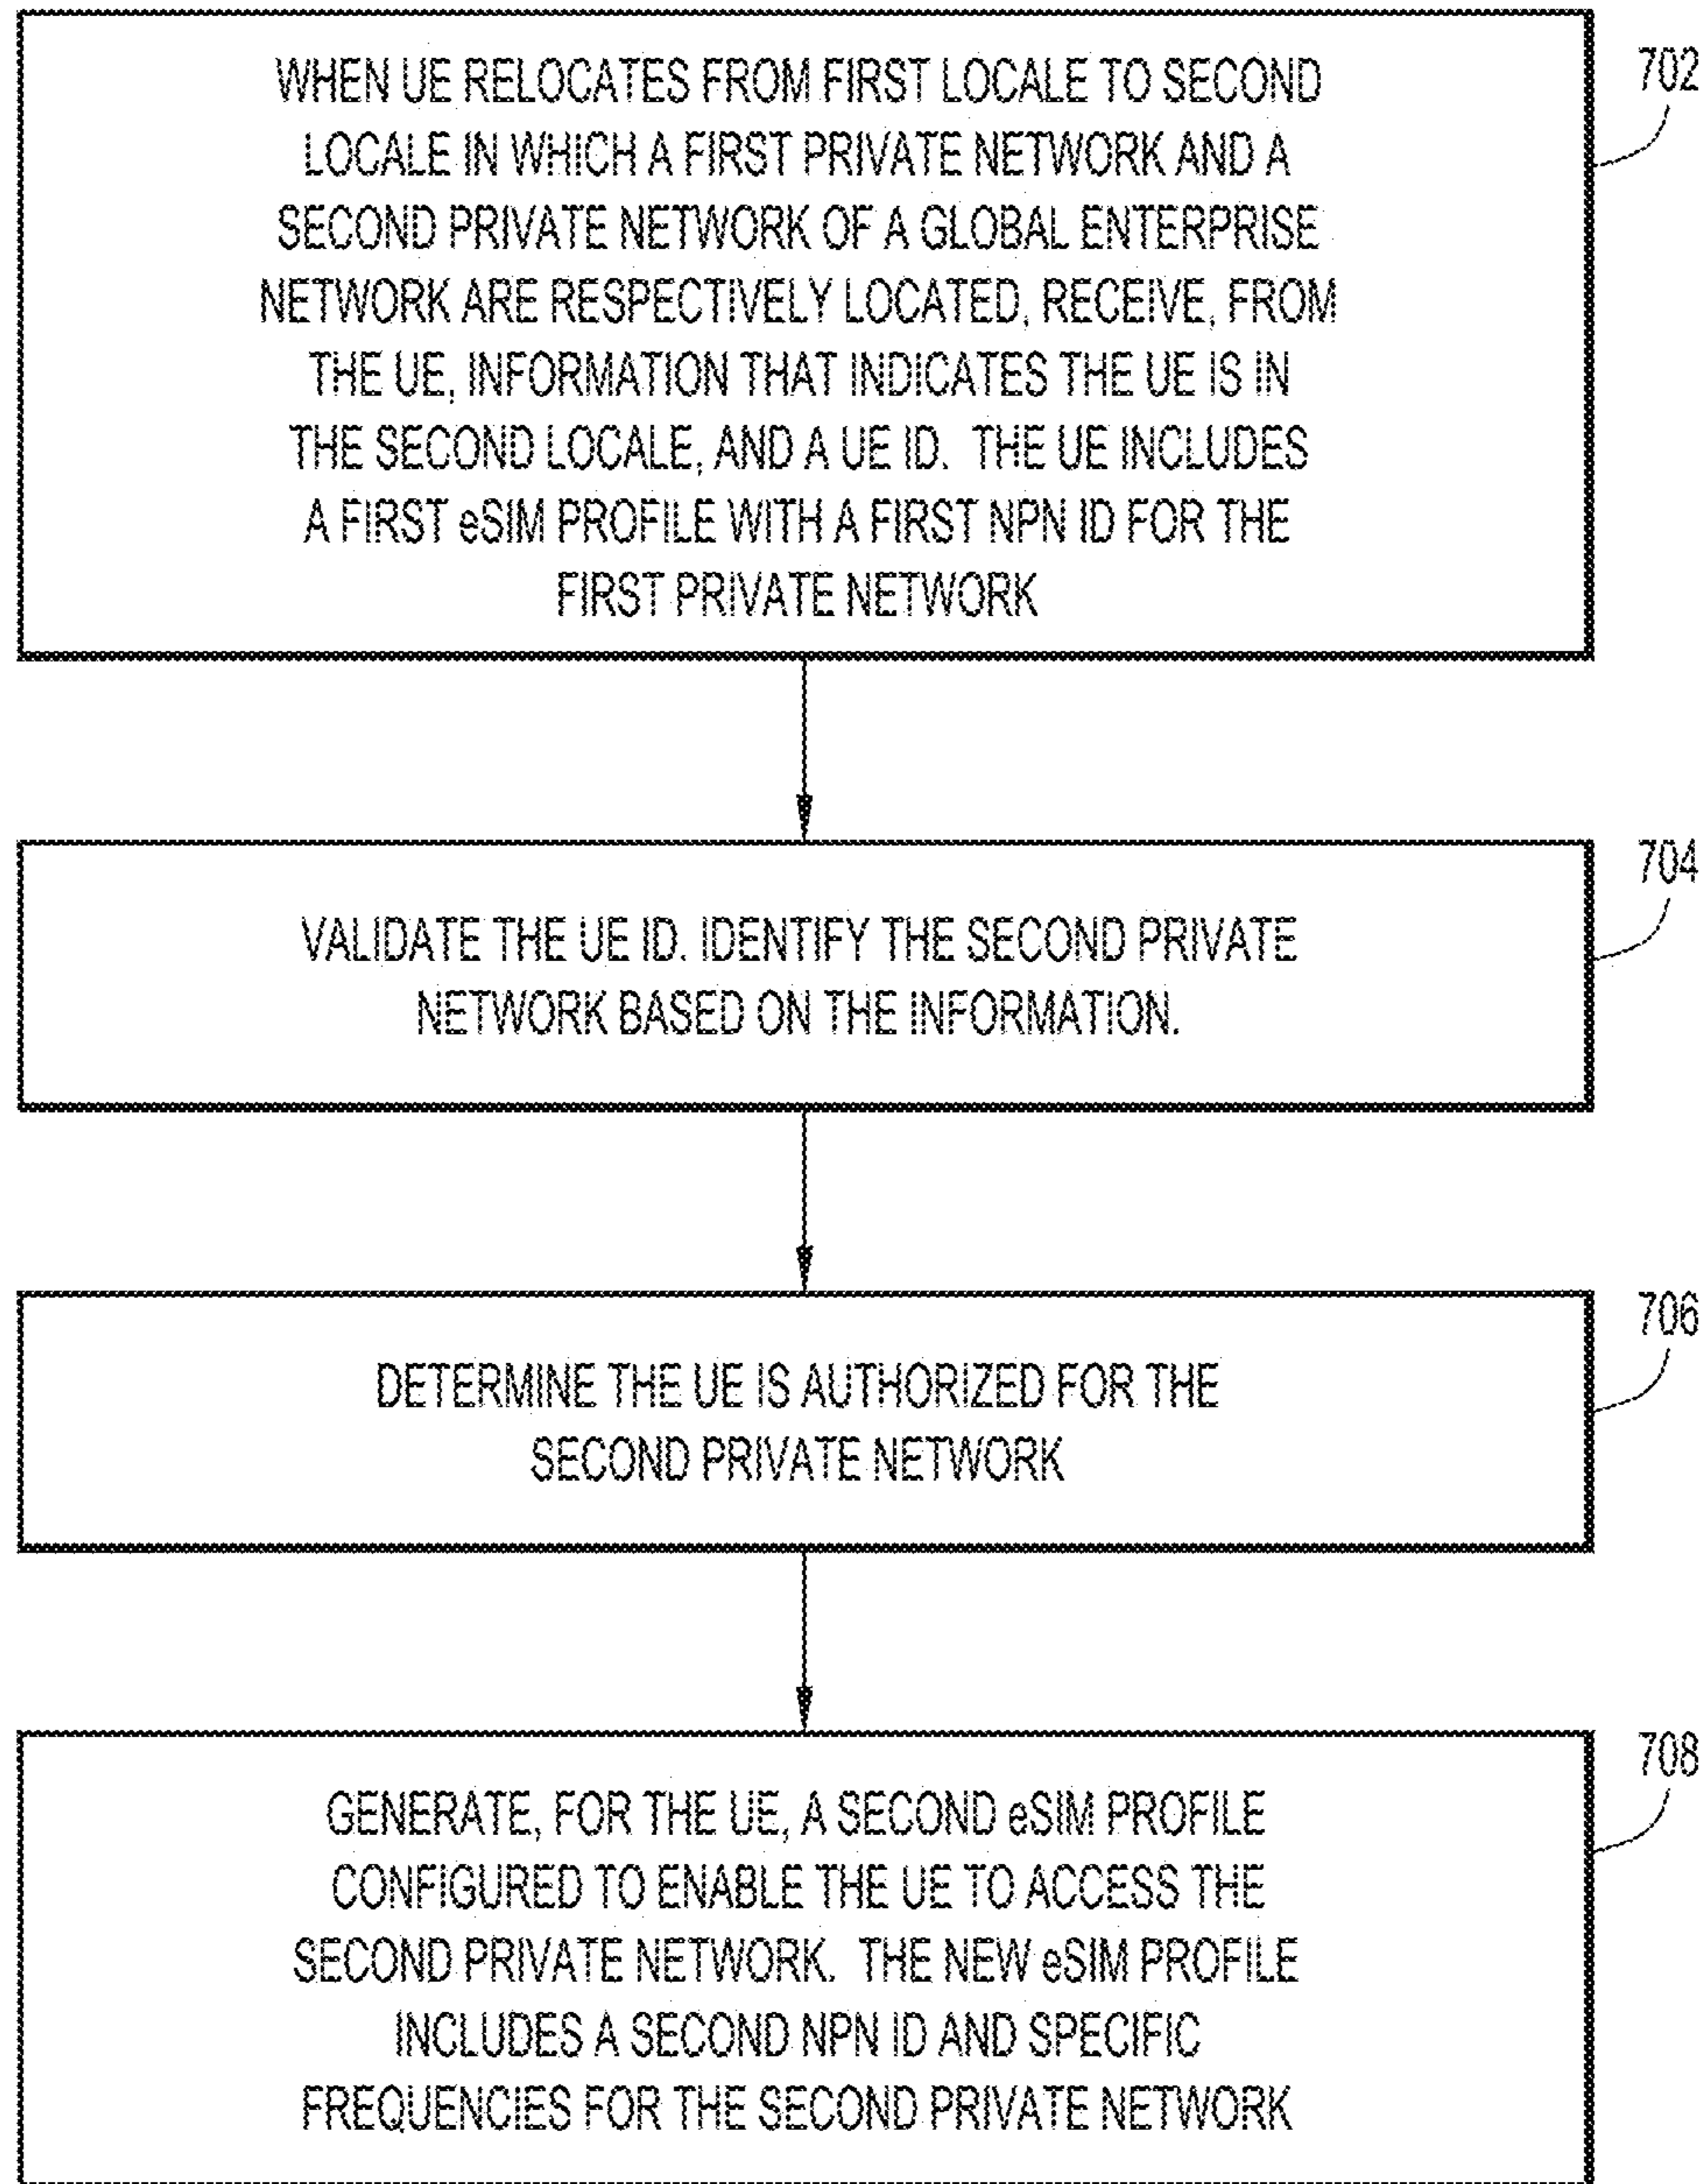 WHEN UE RELOCATES FROM FIRST LOCALE TO SECOND
LOCALE IN WHICH A FIRST PRIVATE NETWORK AND A
SECOND PRIVATE NETWORK OF A GLOBAL ENTERPRISE
NETWORK ARE RESPECTIVELY LOCATED, RECEIVE, FROM
THE UE, INFORMATION THAT INDICATES THE UE IS IN
THE SECOND LOCALE, AND A UE ID. THE UE INCLUDES
A FIRST eSIM PROFILE WITH A FIRST NPN ID FOR THE
FIRST PRIVATE NETWORK
702
VALIDATE THE UE ID. IDENTIFY THE SECOND PRIVATE
NETWORK BASED ON THE INFORMATION.
704
DETERMINE THE UE IS AUTHORIZED FOR THE
SECOND PRIVATE NETWORK
706
GENERATE, FOR THE UE, A SECOND eSIM PROFILE
CONFIGURED TO ENABLE THE UE TO ACCESS THE
SECOND PRIVATE NETWORK. THE NEW eSIM PROFILE
INCLUDES A SECOND NPN ID AND SPECIFIC
FREQUENCIES FOR THE SECOND PRIVATE NETWORK
708